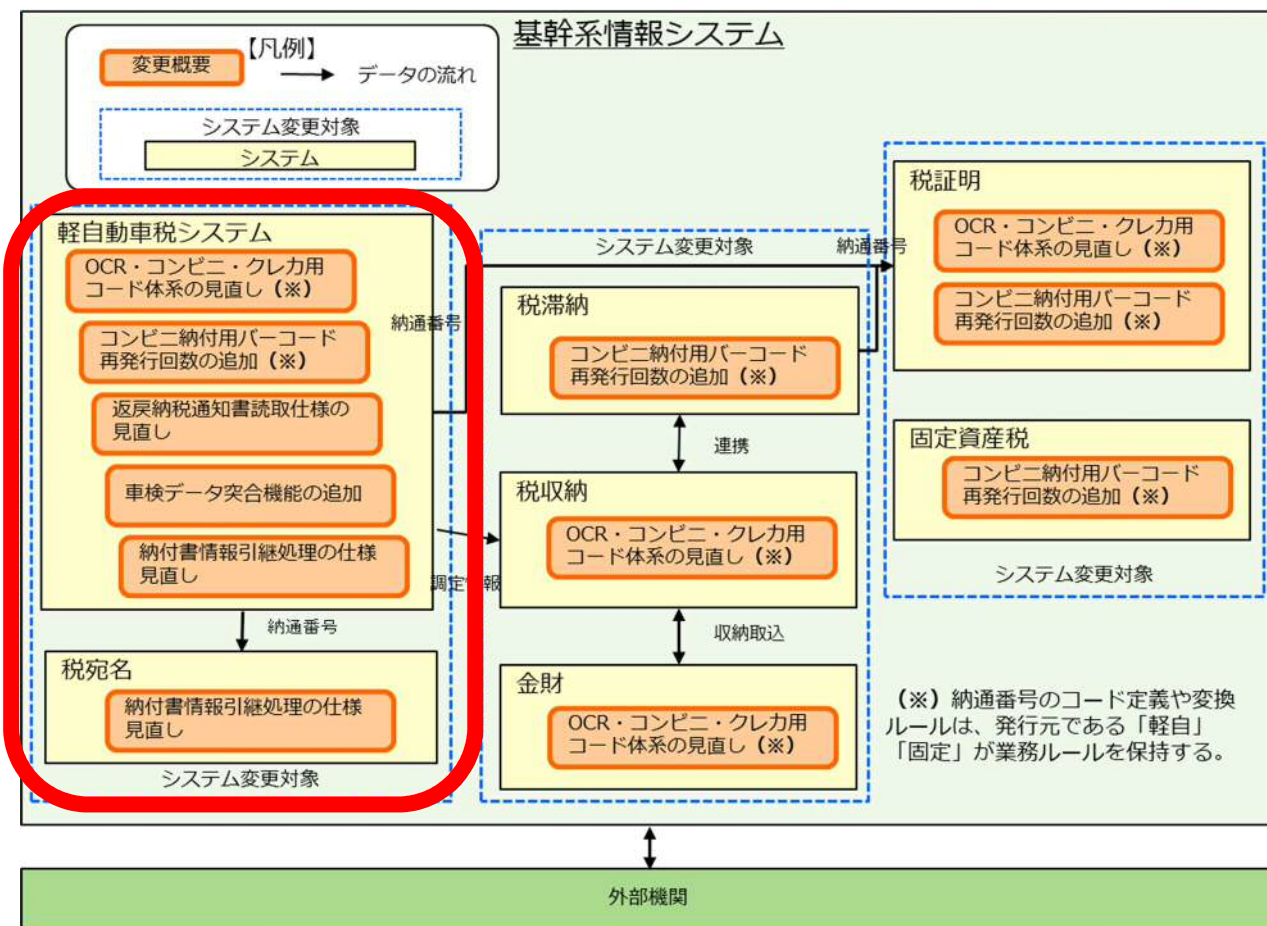 基幹系情報システム
【凡例】
変更概要
データの流れ
システム変更対象
システム
軽自動車税システム
OCR・コンビニ・クレカ用
コード体系の見直し（※）
コンビニ納付用バーコード
再発行回数の追加（※）
返戻納税通知書読取仕様の
見直し
車検データ突合機能の追加
納付書情報引継処理の仕様
見直し
納通番号
税宛名
納付書情報引継処理の仕様
見直し
システム変更対象
納通番号
調定情報
システム変更対象
税滞納
コンビニ納付用バーコード
再発行回数の追加（※）
連携
税収納
OCR・コンビニ・クレカ用
コード体系の見直し（※）
収納取込
金財
OCR・コンビニ・クレカ用
コード体系の見直し（※）
納通番号
税証明
OCR・コンビニ・クレカ用
コード体系の見直し（※）
コンビニ納付用バーコード
再発行回数の追加（※）
固定資産税
コンビニ納付用バーコード
再発行回数の追加（※）
システム変更対象
（※）納通番号のコード定義や変換
ルールは、発行元である「軽自」
「固定」が業務ルールを保持する。
外部機関